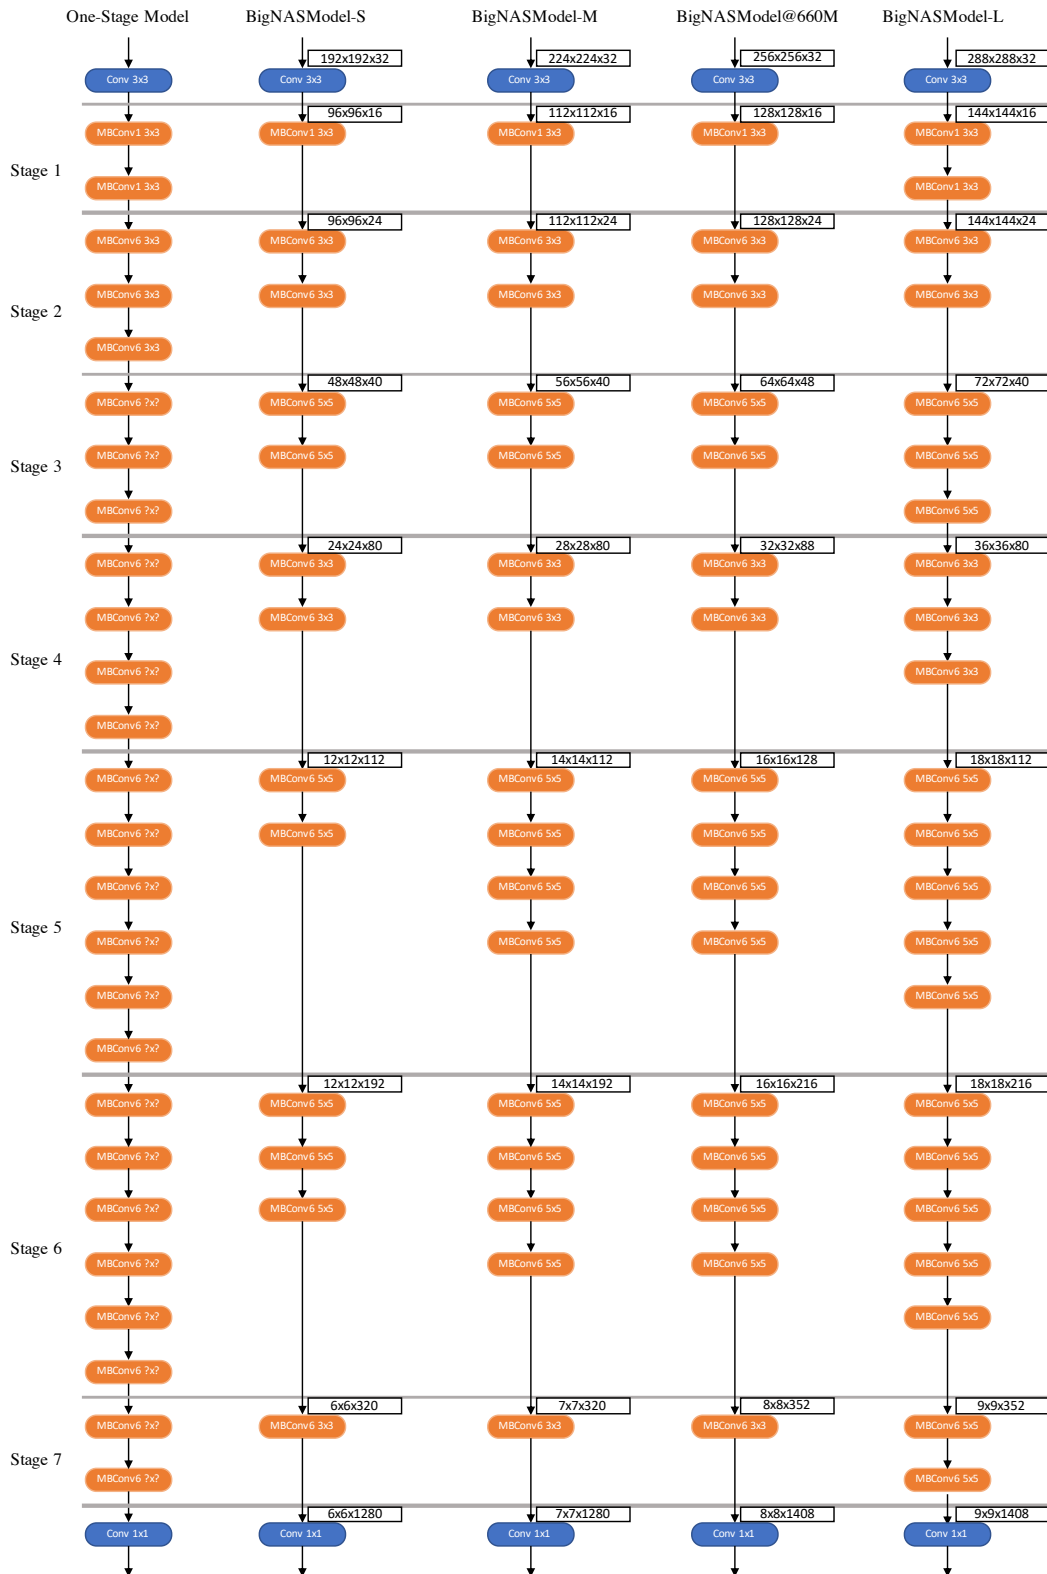 One-Stage Model BigNASModel-S BigNASModel-M BigNASModel@660M BigNASModel-L
192x192x32 224x224x32 256x256x32 288x288x32
Conv 3x3 Conv 3x3 Conv 3x3 Conv 3x3 Conv 3x3
96x96x16 112x112x16 128x128x16 144x144x16
MBConv1 3x3 MBConv1 3x3 MBConv1 3x3 MBConv1 3x3 MBConv1 3x3
Stage 1
MBConv1 3x3 MBConv1 3x3
96x96x24 112x112x24 128x128x24 144x144x24
MBConv6 3x3 MBConv6 3x3 MBConv6 3x3 MBConv6 3x3 MBConv6 3x3
MBConv6 3x3 MBConv6 3x3 MBConv6 3x3 MBConv6 3x3 MBConv6 3x3
Stage 2
MBConv6 3x3
48x48x40 56x56x40 64x64x48 72x72x40
MBConv6 ?x? MBConv6 5x5 MBConv6 5x5 MBConv6 5x5 MBConv6 5x5
MBConv6 ?x? MBConv6 5x5 MBConv6 5x5 MBConv6 5x5 MBConv6 5x5
Stage 3
MBConv6 ?x? MBConv6 5x5
24x24x80 28x28x80 32x32x88 36x36x80
MBConv6 ?x? MBConv6 3x3 MBConv6 3x3 MBConv6 3x3 MBConv6 3x3
MBConv6 ?x? MBConv6 3x3 MBConv6 3x3 MBConv6 3x3 MBConv6 3x3
Stage 4
MBConv6 ?x? MBConv6 3x3
MBConv6 ?x?
12x12x112 14x14x112 16x16x128 18x18x112
MBConv6 ?x? MBConv6 5x5 MBConv6 5x5 MBConv6 5x5 MBConv6 5x5
MBConv6 ?x? MBConv6 5x5 MBConv6 5x5 MBConv6 5x5 MBConv6 5x5
MBConv6 ?x? MBConv6 5x5 MBConv6 5x5 MBConv6 5x5
Stage 5
MBConv6 ?x? MBConv6 5x5 MBConv6 5x5 MBConv6 5x5
MBConv6 ?x? MBConv6 5x5
MBConv6 ?x?
12x12x192 14x14x192 16x16x216 18x18x216
MBConv6 ?x? MBConv6 5x5 MBConv6 5x5 MBConv6 5x5 MBConv6 5x5
MBConv6 ?x? MBConv6 5x5 MBConv6 5x5 MBConv6 5x5 MBConv6 5x5
MBConv6 ?x? MBConv6 5x5 MBConv6 5x5 MBConv6 5x5 MBConv6 5x5
Stage 6
MBConv6 ?x? MBConv6 5x5 MBConv6 5x5 MBConv6 5x5
MBConv6 ?x? MBConv6 5x5
MBConv6 ?x?
6x6x320 7x7x320 8x8x352 9x9x352
MBConv6 ?x? MBConv6 3x3 MBConv6 3x3 MBConv6 3x3 MBConv6 5x5
Stage 7
MBConv6 ?x? MBConv6 5x5
6x6x1280 7x7x1280 8x8x1408 9x9x1408
Conv 1x1 Conv 1x1 Conv 1x1 Conv 1x1 Conv 1x1